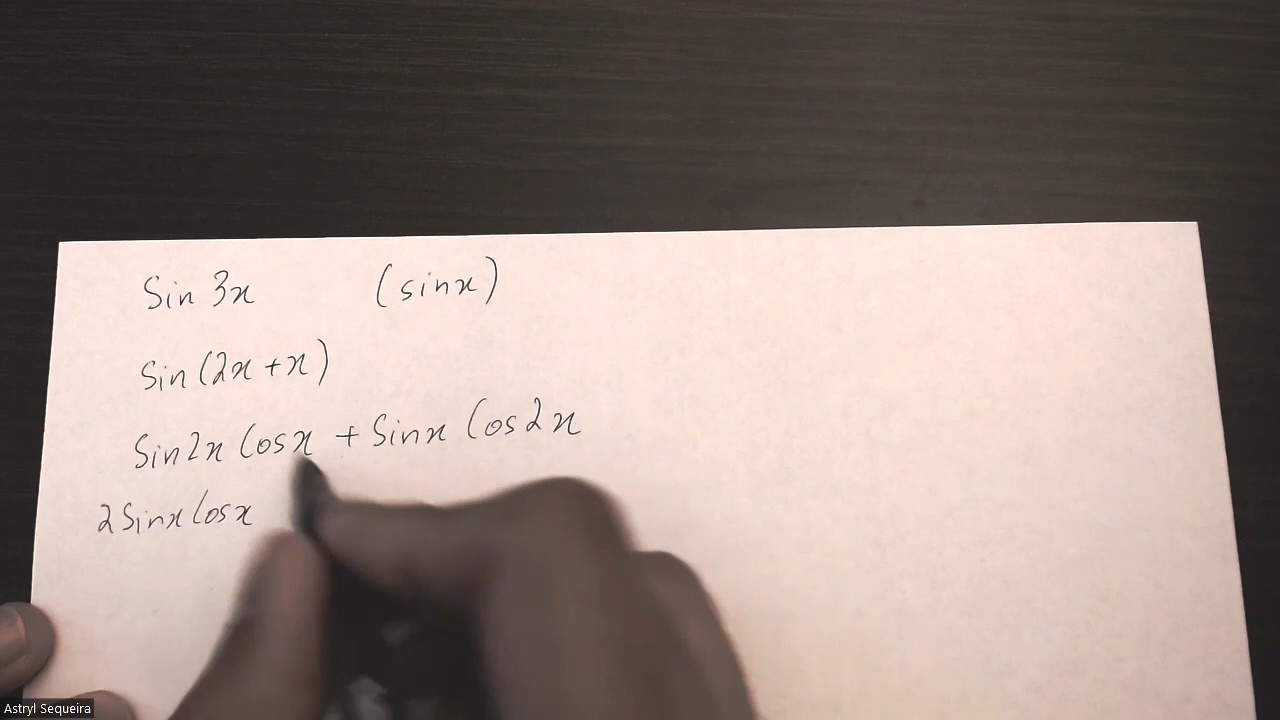 Sin 3x (sinx)
Sin(2x+x)
Sin2x Cosx + Sinx Cos2x
2Sinx Cosx
Astryl Sequeira